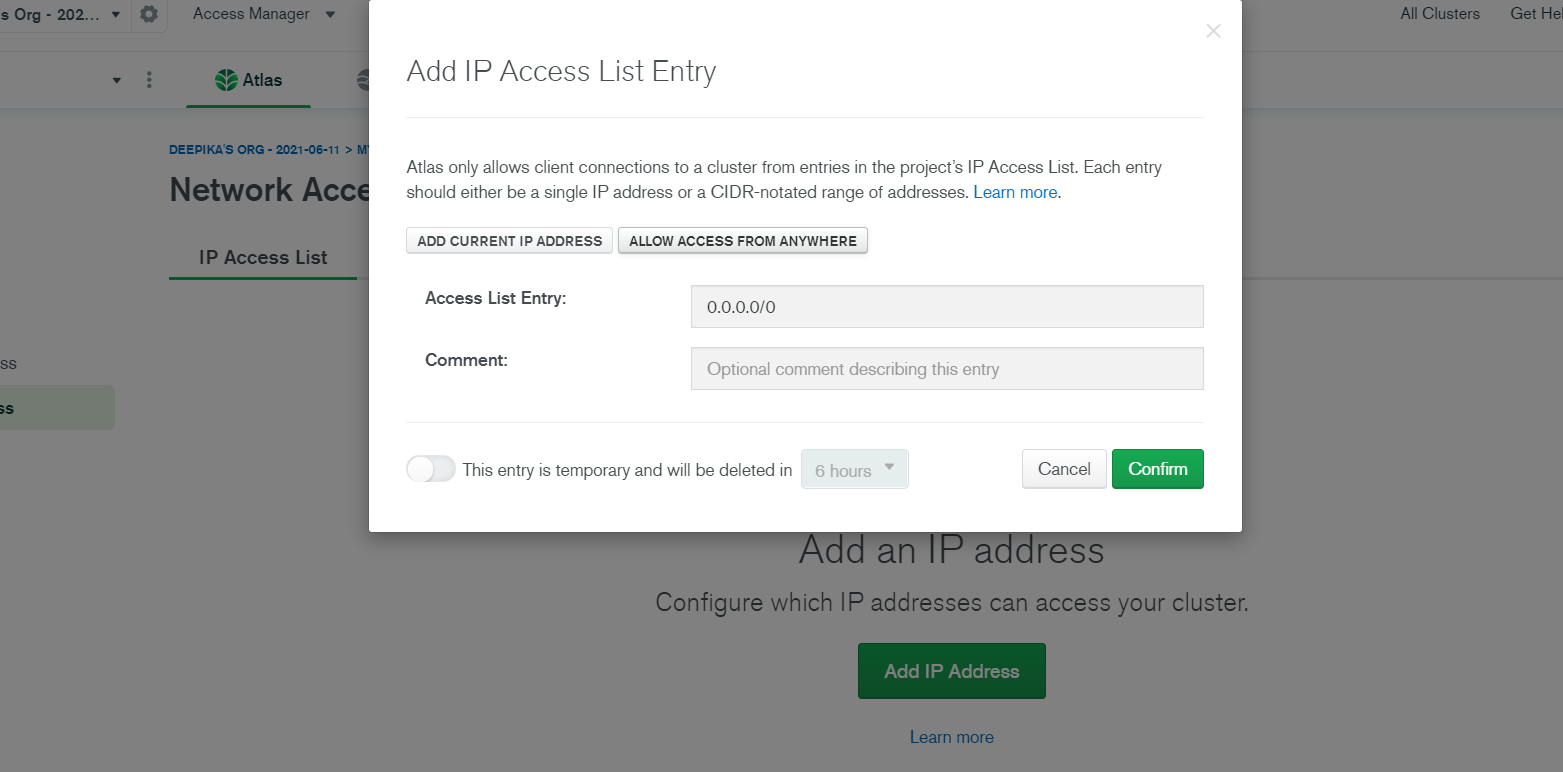 s Org - 202...
Access Manager
All Clusters
Get Hel
Atlas
DEEPIKA'S ORG - 2021-06-11 > MY
Network Acce
IP Access List
ss
ss
Add IP Access List Entry
Atlas only allows client connections to a cluster from entries in the project's IP Access List. Each entry
should either be a single IP address or a CIDR-notated range of addresses. Learn more.
ADD CURRENT IP ADDRESS
ALLOW ACCESS FROM ANYWHERE
Access List Entry:
0.0.0.0/0
Comment:
Optional comment describing this entry
This entry is temporary and will be deleted in
6 hours
Cancel
Confirm
Add an IP address
Configure which IP addresses can access your cluster.
Add IP Address
Learn more